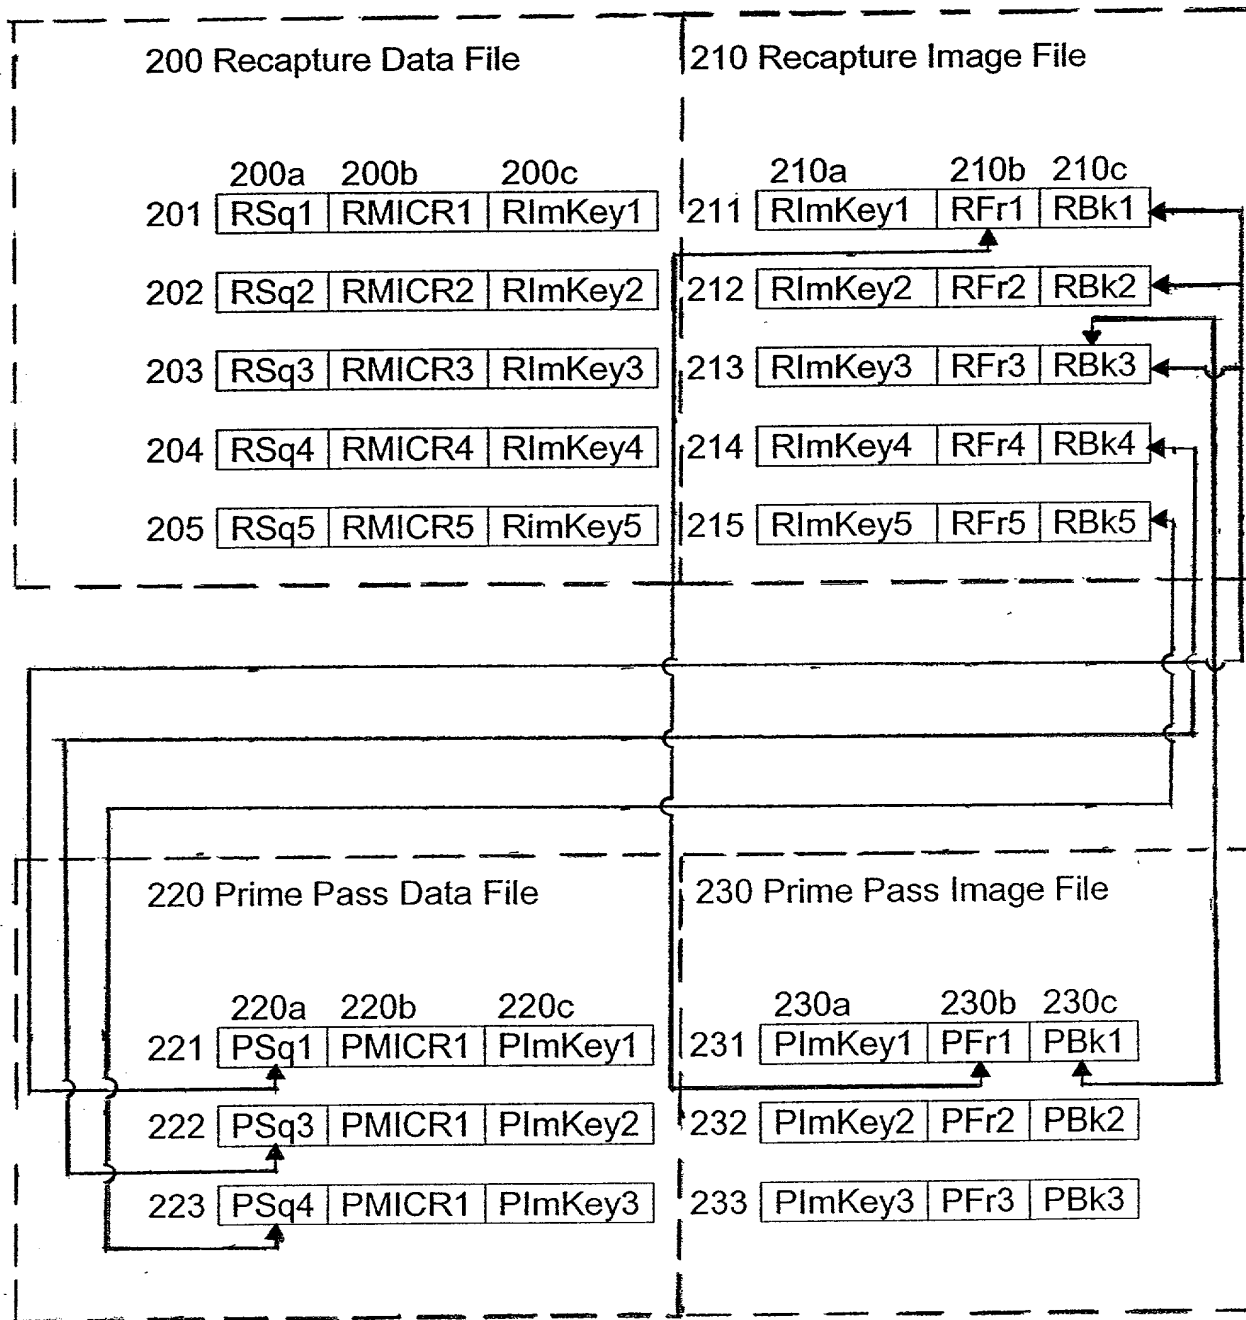 200 Recapture Data File
210 Recapture Image File
200a 200b 200c
210a 210b 210c
201 RSq1 RMICR1 RImKey1
211 RImKey1 RFr1 RBk1
202 RSq2 RMICR2 RImKey2
212 RImKey2 RFr2 RBk2
203 RSq3 RMICR3 RImKey3
213 RImKey3 RFr3 RBk3
204 RSq4 RMICR4 RImKey4
214 RImKey4 RFr4 RBk4
205 RSq5 RMICR5 RimKey5
215 RImKey5 RFr5 RBk5
220 Prime Pass Data File
230 Prime Pass Image File
220a 220b 220c
230a 230b 230c
221 PSq1 PMICR1 PImKey1
231 PImKey1 PFr1 PBk1
222 PSq3 PMICR1 PImKey2
232 PImKey2 PFr2 PBk2
223 PSq4 PMICR1 PImKey3
233 PImKey3 PFr3 PBk3